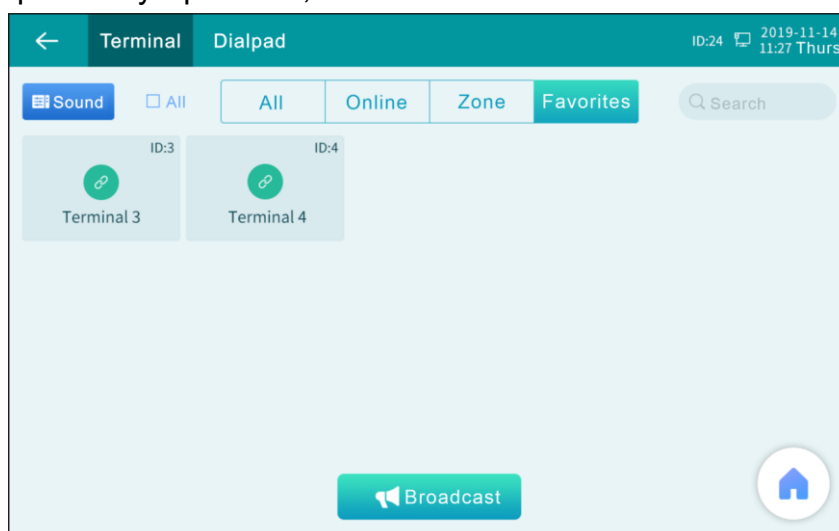 Terminal Dialpad ID:24 2019-11-14
11:27 Thurs
Sound All All Online Zone Favorites Search
ID:3 ID:4
Terminal 3 Terminal 4
Broadcast